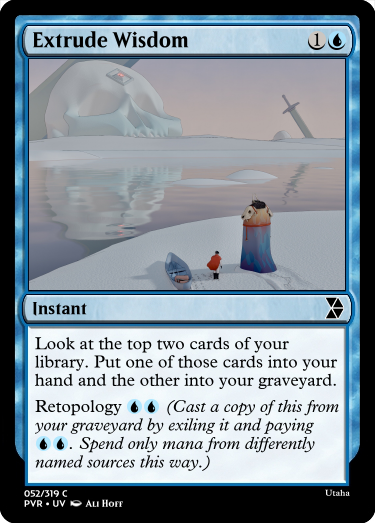 Extrude Wisdom 1
Instant
Look at the top two cards of your
library. Put one of those cards into your
hand and the other into your graveyard.
Retopology (Cast a copy of this from
your graveyard by exiling it and paying
. Spend only mana from differently
named sources this way.)
052/319 C
Utaha
PVR • UV Ali Hoff